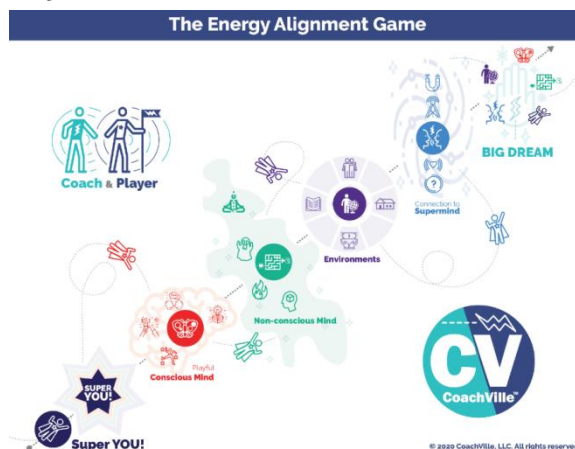 The Energy Alignment Game
Coach & Player
BIG DREAM
Connection to
Supermind
Environments
Non-conscious Mind
Playful
Conscious Mind
SUPER
YOU!
Super YOU!
CV
CoachVille™
© 2020 CoachVille, LLC. All rights reserved